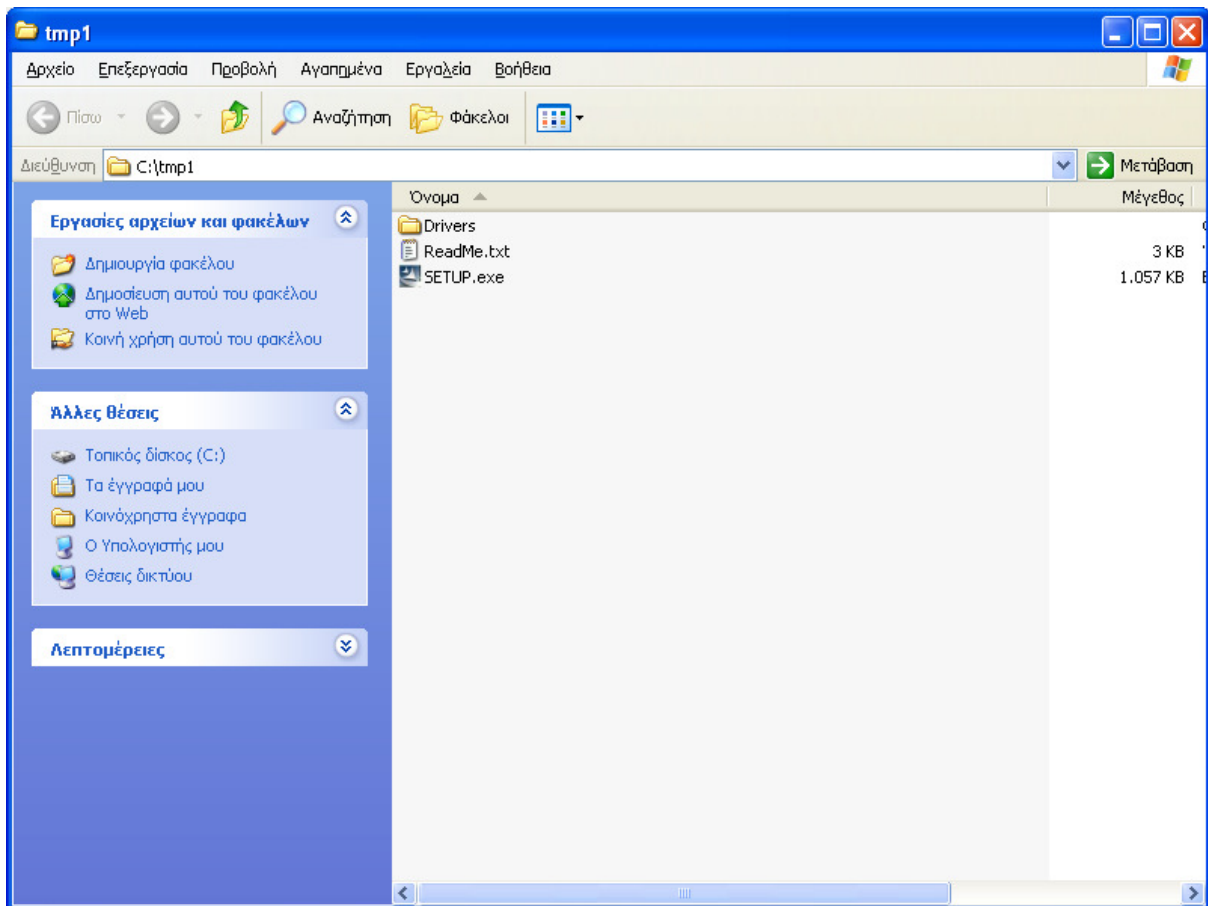 tmp1
Αρχείο Επεξεργασία Προβολή Αγαπημένα Εργαλεία Βοήθεια
Πίσω Αναζήτηση Φάκελοι
Διεύθυνση C:\tmp1 Μετάβαση
Όνομα Μέγεθος
Εργασίες αρχείων και φακέλων
Δημιουργία φακέλου
Δημοσίευση αυτού του φακέλου
στο Web
Κοινή χρήση αυτού του φακέλου
Άλλες θέσεις
Τοπικός δίσκος (C:)
Τα έγγραφά μου
Κοινόχρηστα έγγραφα
Ο Υπολογιστής μου
Θέσεις δικτύου
Λεπτομέρειες
Drivers
ReadMe.txt 3 KB
SETUP.exe 1.057 KB